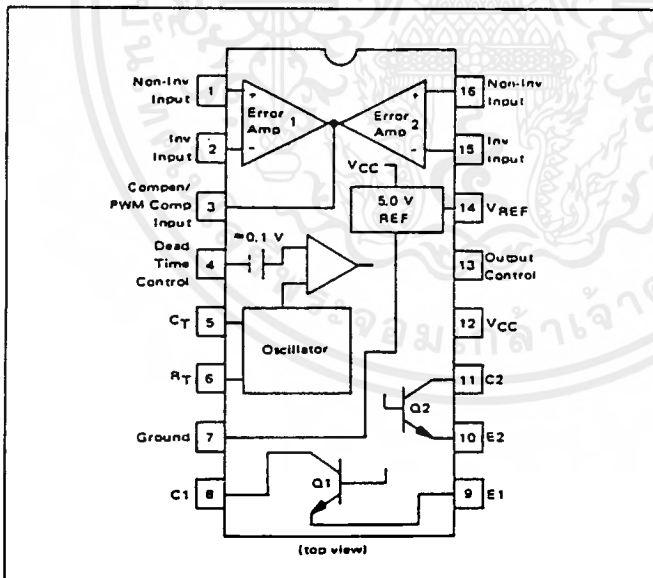 Non-Inv Input 1
Inv Input 2
Compen/ PWM Comp Input 3
Dead Time Control 4
CT 5
RT 6
Ground 7
C1 8
+ Error Amp 1 -
Error Amp 2 + -
VCC
5.0 V REF
≈0.1 V
Oscillator
Q2
Q1
16 Non-Inv Input
15 Inv Input
14 VREF
13 Output Control
12 VCC
11 C2
10 E2
9 E1
(top view)